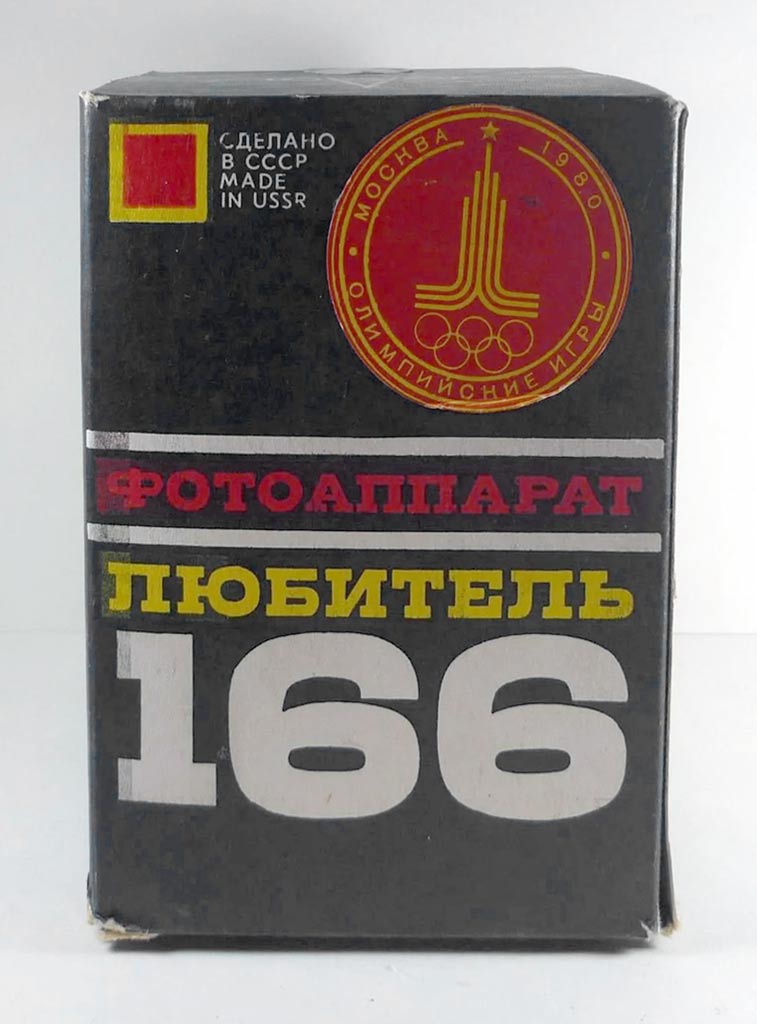 СДЕЛАНО
В СССР
MADE
IN USSR
МОСКВА 1980
ОЛИМПИЙСКИЕ ИГРЫ
ФОТОАППАРАТ
ЛЮБИТЕЛЬ
166